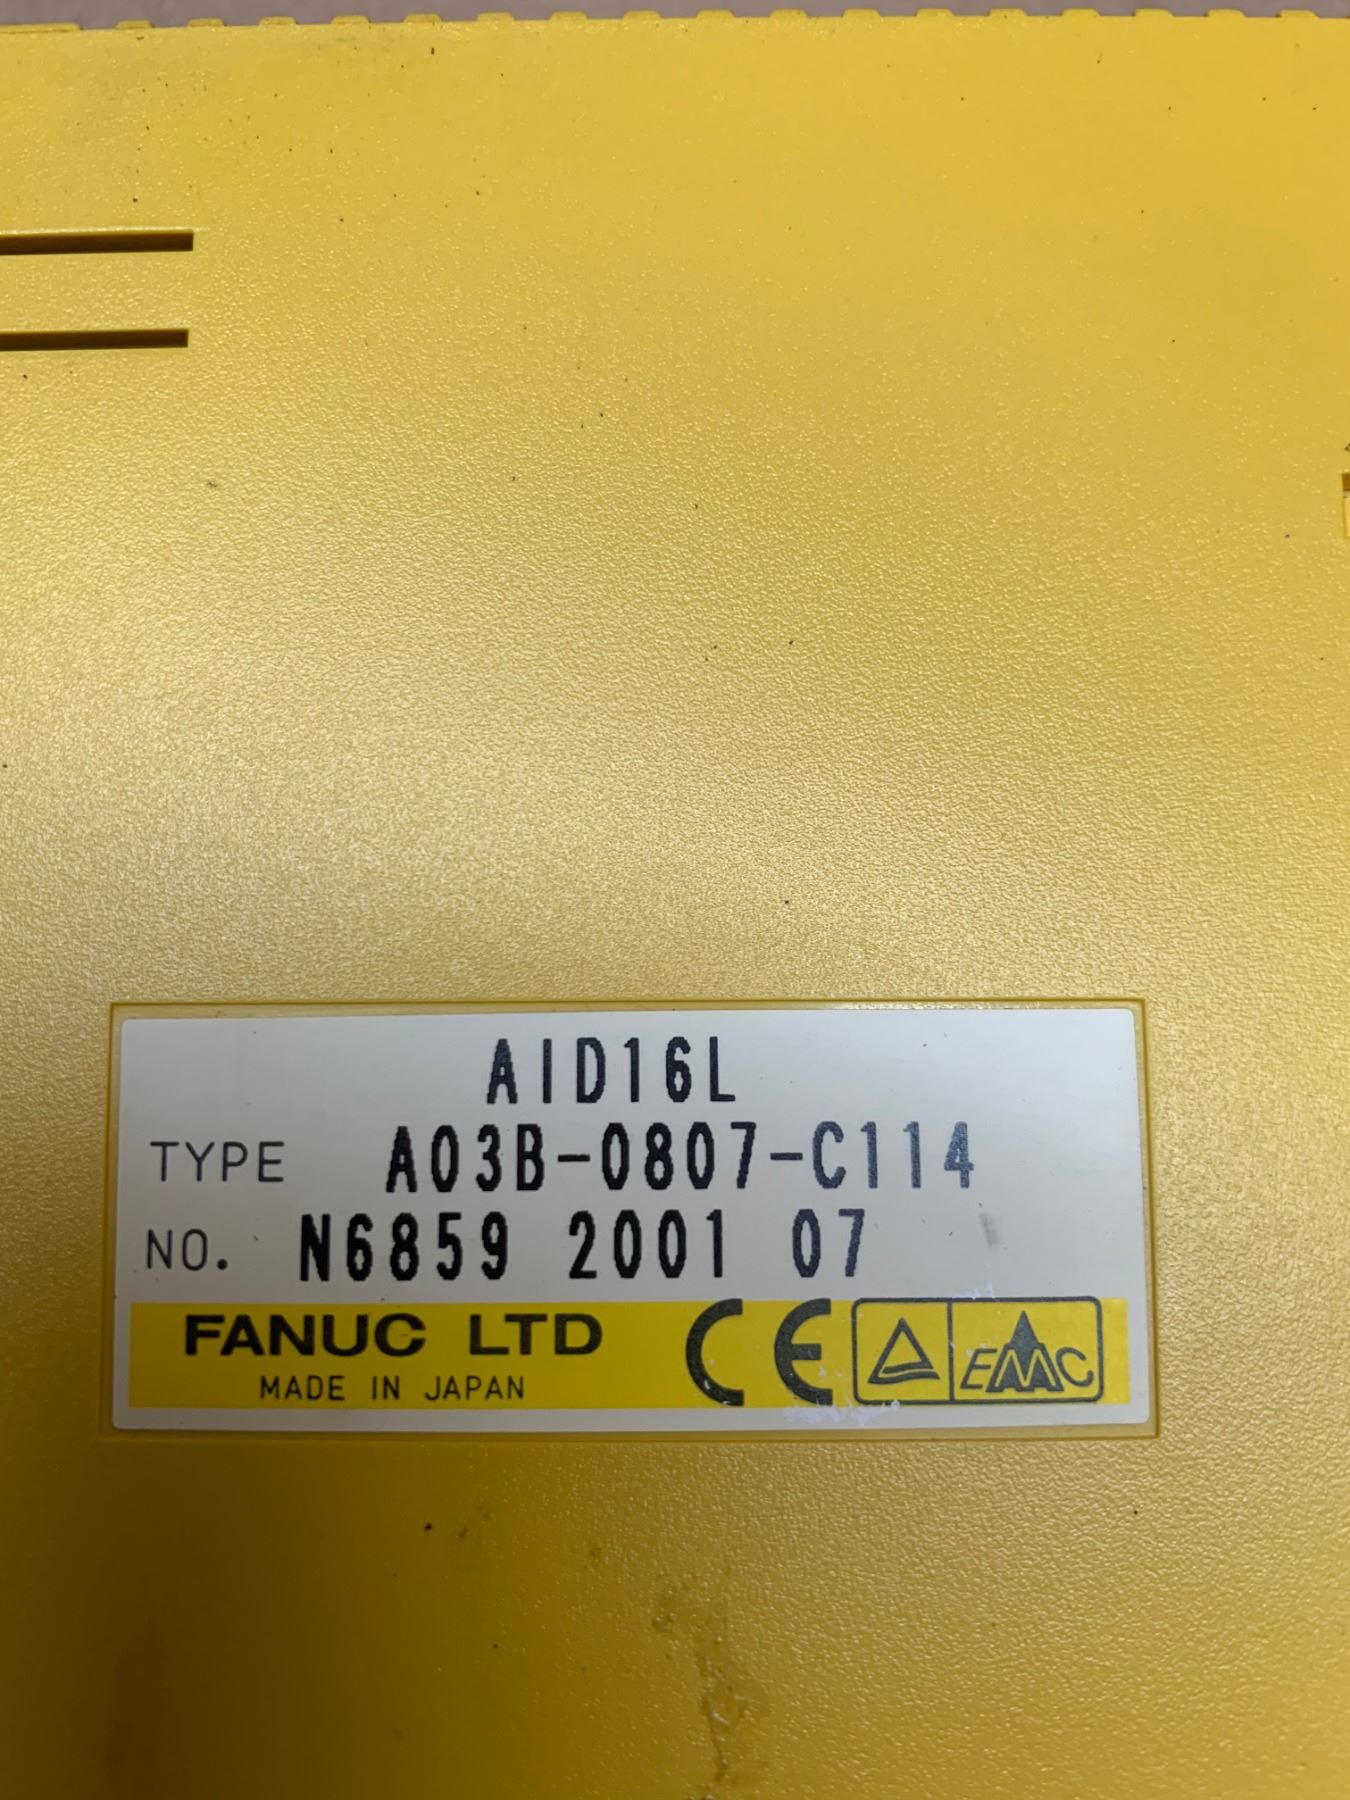 AID16L
TYPE A03B-0807-C114
NO. N6859 2001 07
FANUC LTD
MADE IN JAPAN
CE EMC